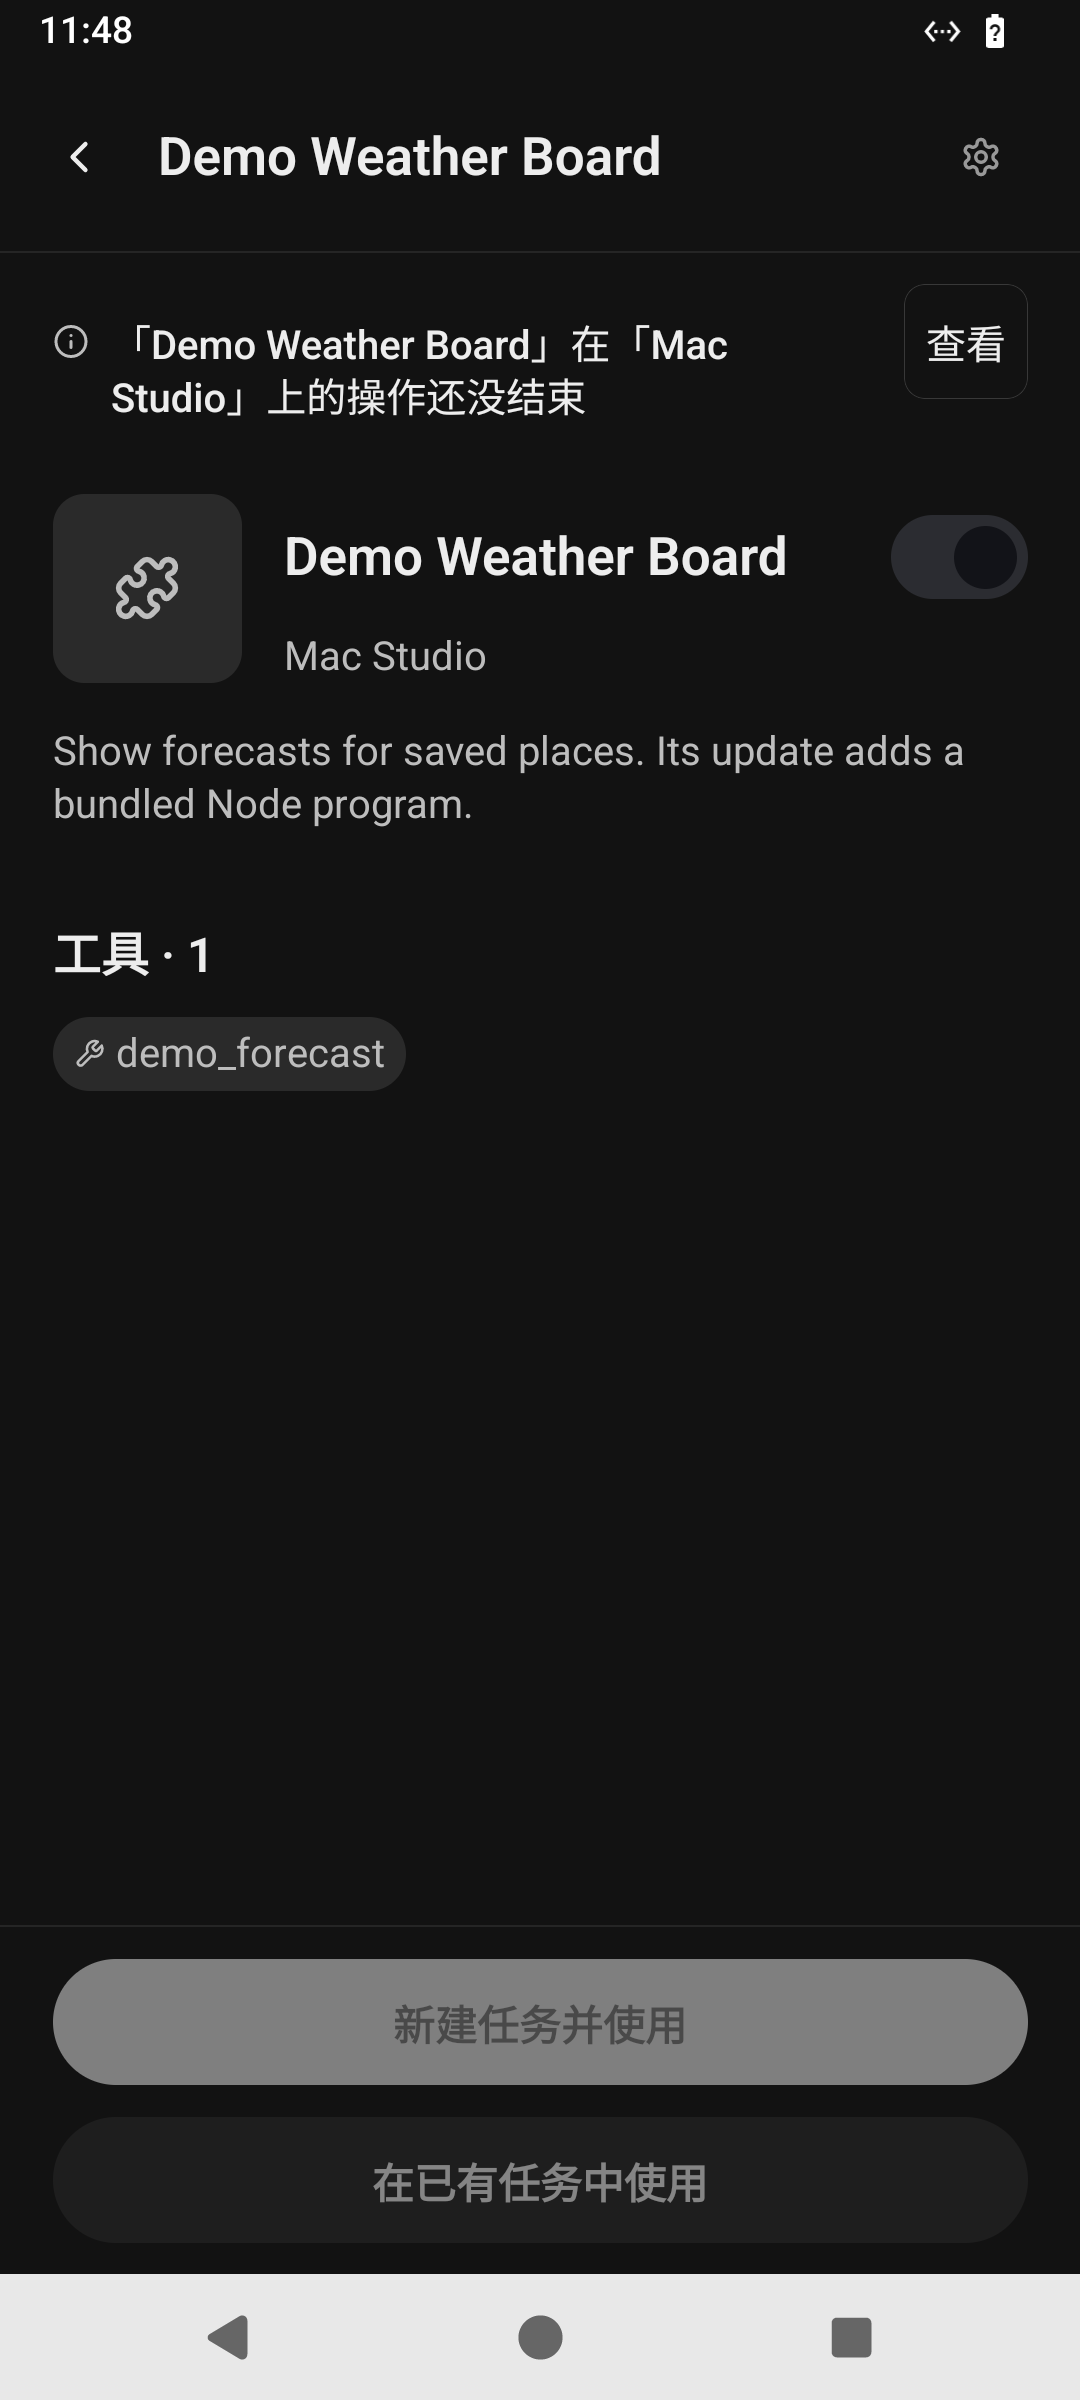 11:48
Demo Weather Board
「Demo Weather Board」在「Mac
Studio」上的操作还没结束
查看
Demo Weather Board
Mac Studio
Show forecasts for saved places. Its update adds a
bundled Node program.
工具 · 1
demo_forecast
新建任务并使用
在已有任务中使用